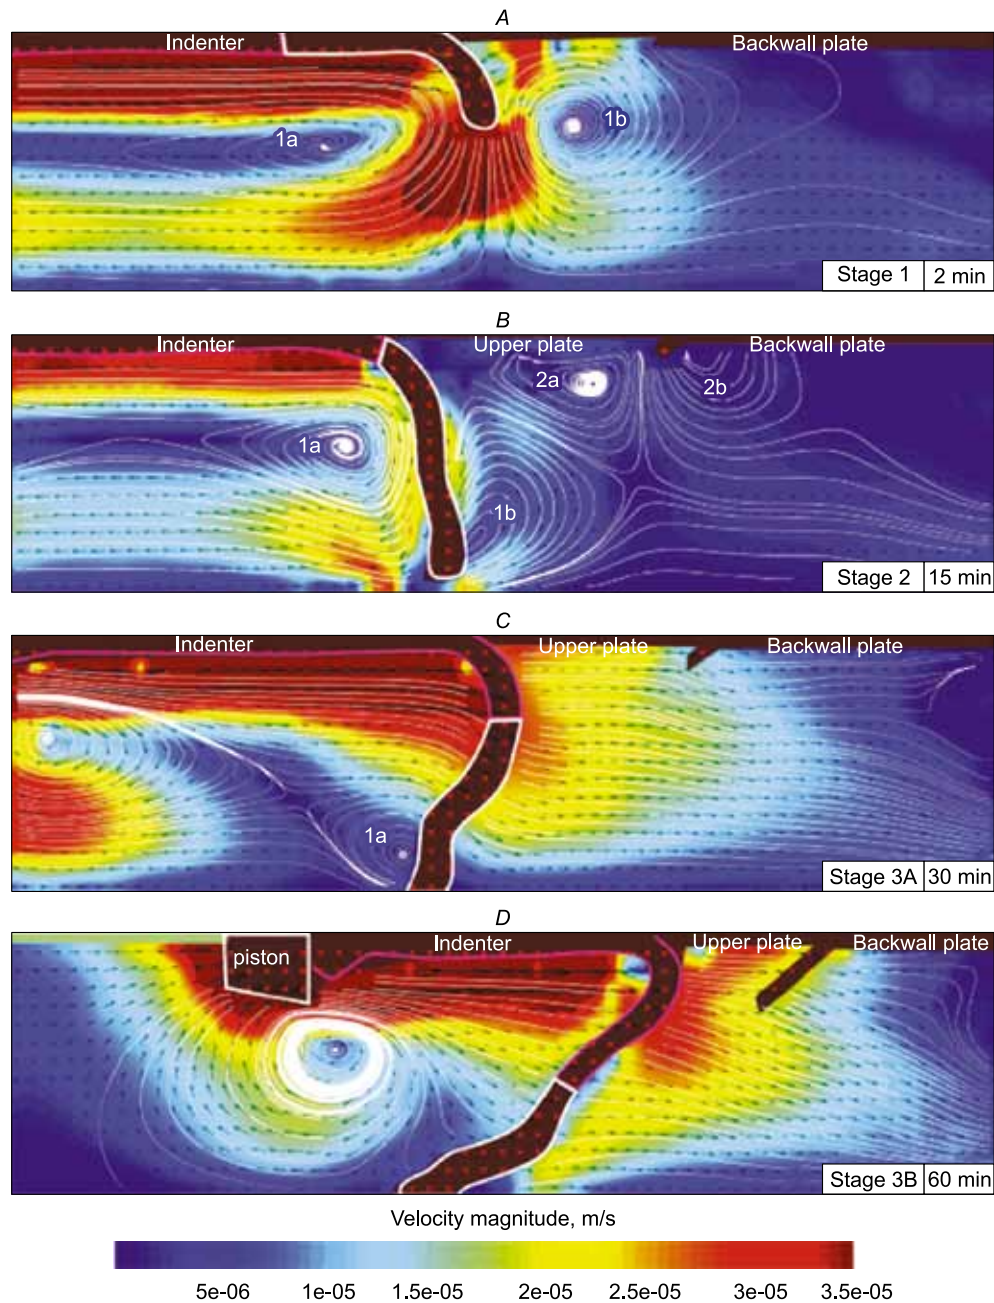 A
Indenter
Backwall plate
1a
1b
Stage 1
2 min
B
Indenter
Upper plate
Backwall plate
2a
2b
1a
1b
Stage 2
15 min
C
Indenter
Upper plate
Backwall plate
1a
Stage 3A
30 min
D
piston
Indenter
Upper plate
Backwall plate
Stage 3B
60 min
Velocity magnitude, m/s
5e-06 1e-05 1.5e-05 2e-05 2.5e-05 3e-05 3.5e-05